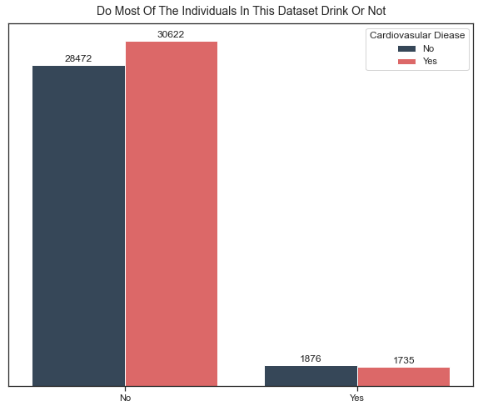 Do Most Of The Individuals In This Dataset Drink Or Not
30622
28472
Cardiovasular Diease
No
Yes
1876
1735
No
Yes